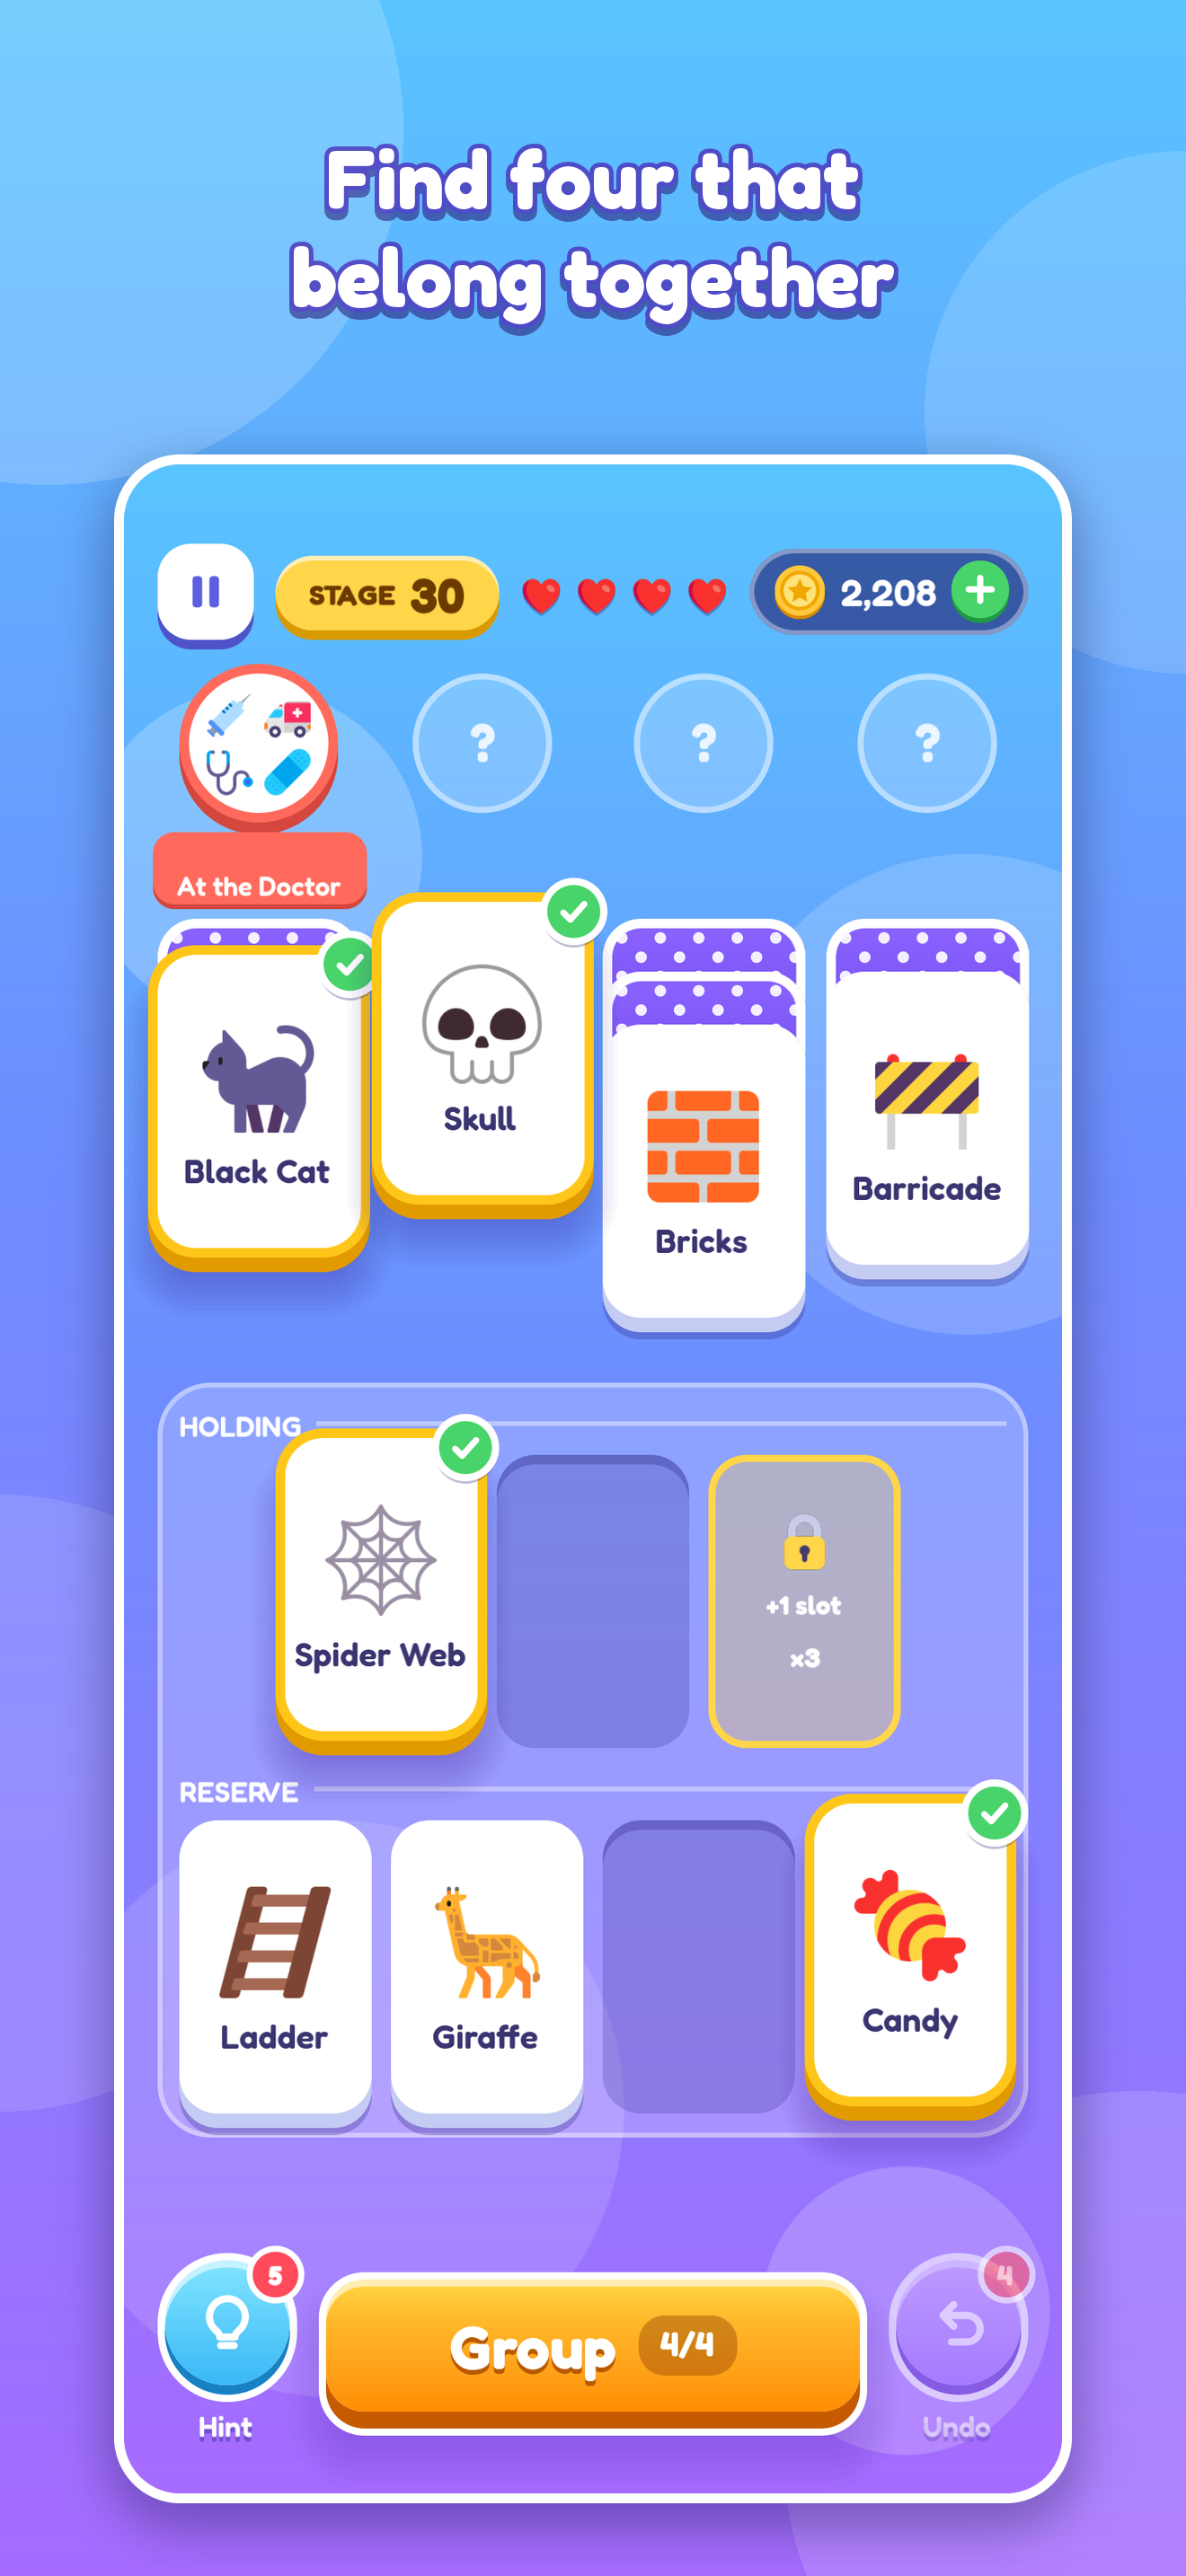 Find four that
belong together
STAGE 30
2,208
?
?
?
At the Doctor
Black Cat
Skull
Bricks
Barricade
HOLDING
Spider Web
+1 slot
x3
RESERVE
Ladder
Giraffe
Candy
5
Group 4/4
4
Hint
Undo